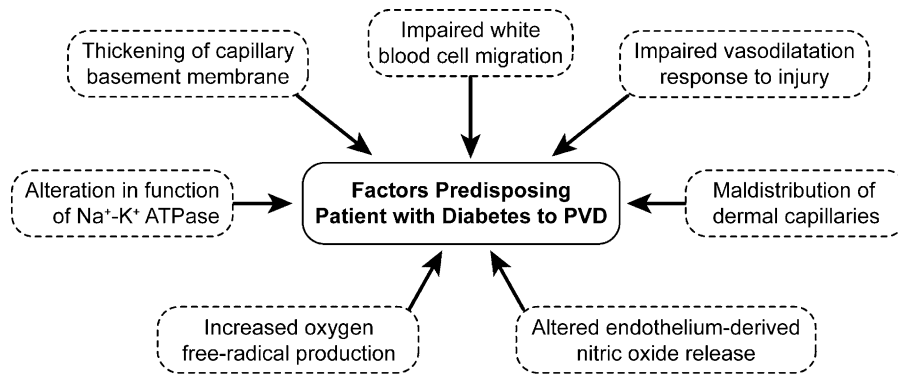 Impaired white
blood cell migration
Thickening of capillary
basement membrane
Impaired vasodilatation
response to injury
Alteration in function
of Na⁺-K⁺ ATPase
Factors Predisposing
Patient with Diabetes to PVD
Maldistribution of
dermal capillaries
Increased oxygen
free-radical production
Altered endothelium-derived
nitric oxide release